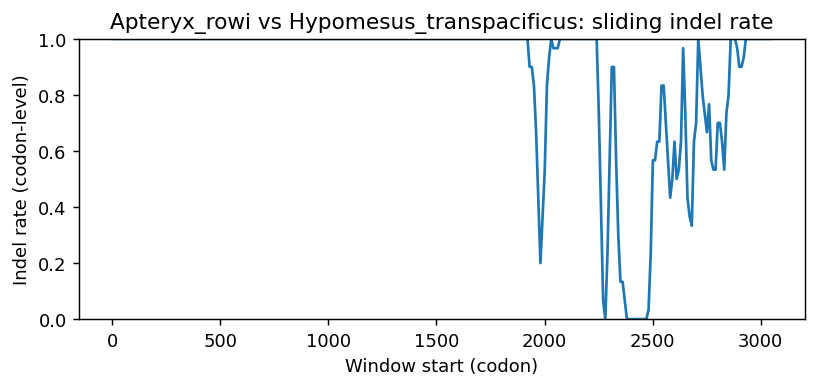 Apteryx_rowi vs Hypomesus_transpacificus: sliding indel rate
Indel rate (codon-level)
1.0
0.8
0.6
0.4
0.2
0.0
0 500 1000 1500 2000 2500 3000
Window start (codon)